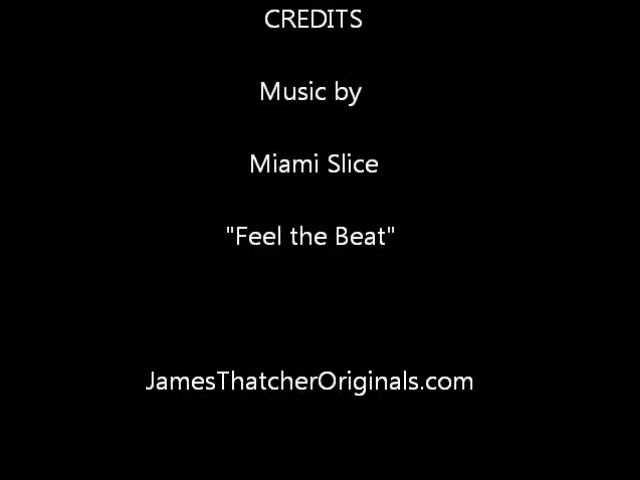 CREDITS
Music by
Miami Slice
"Feel the Beat"
JamesThatcherOriginals.com